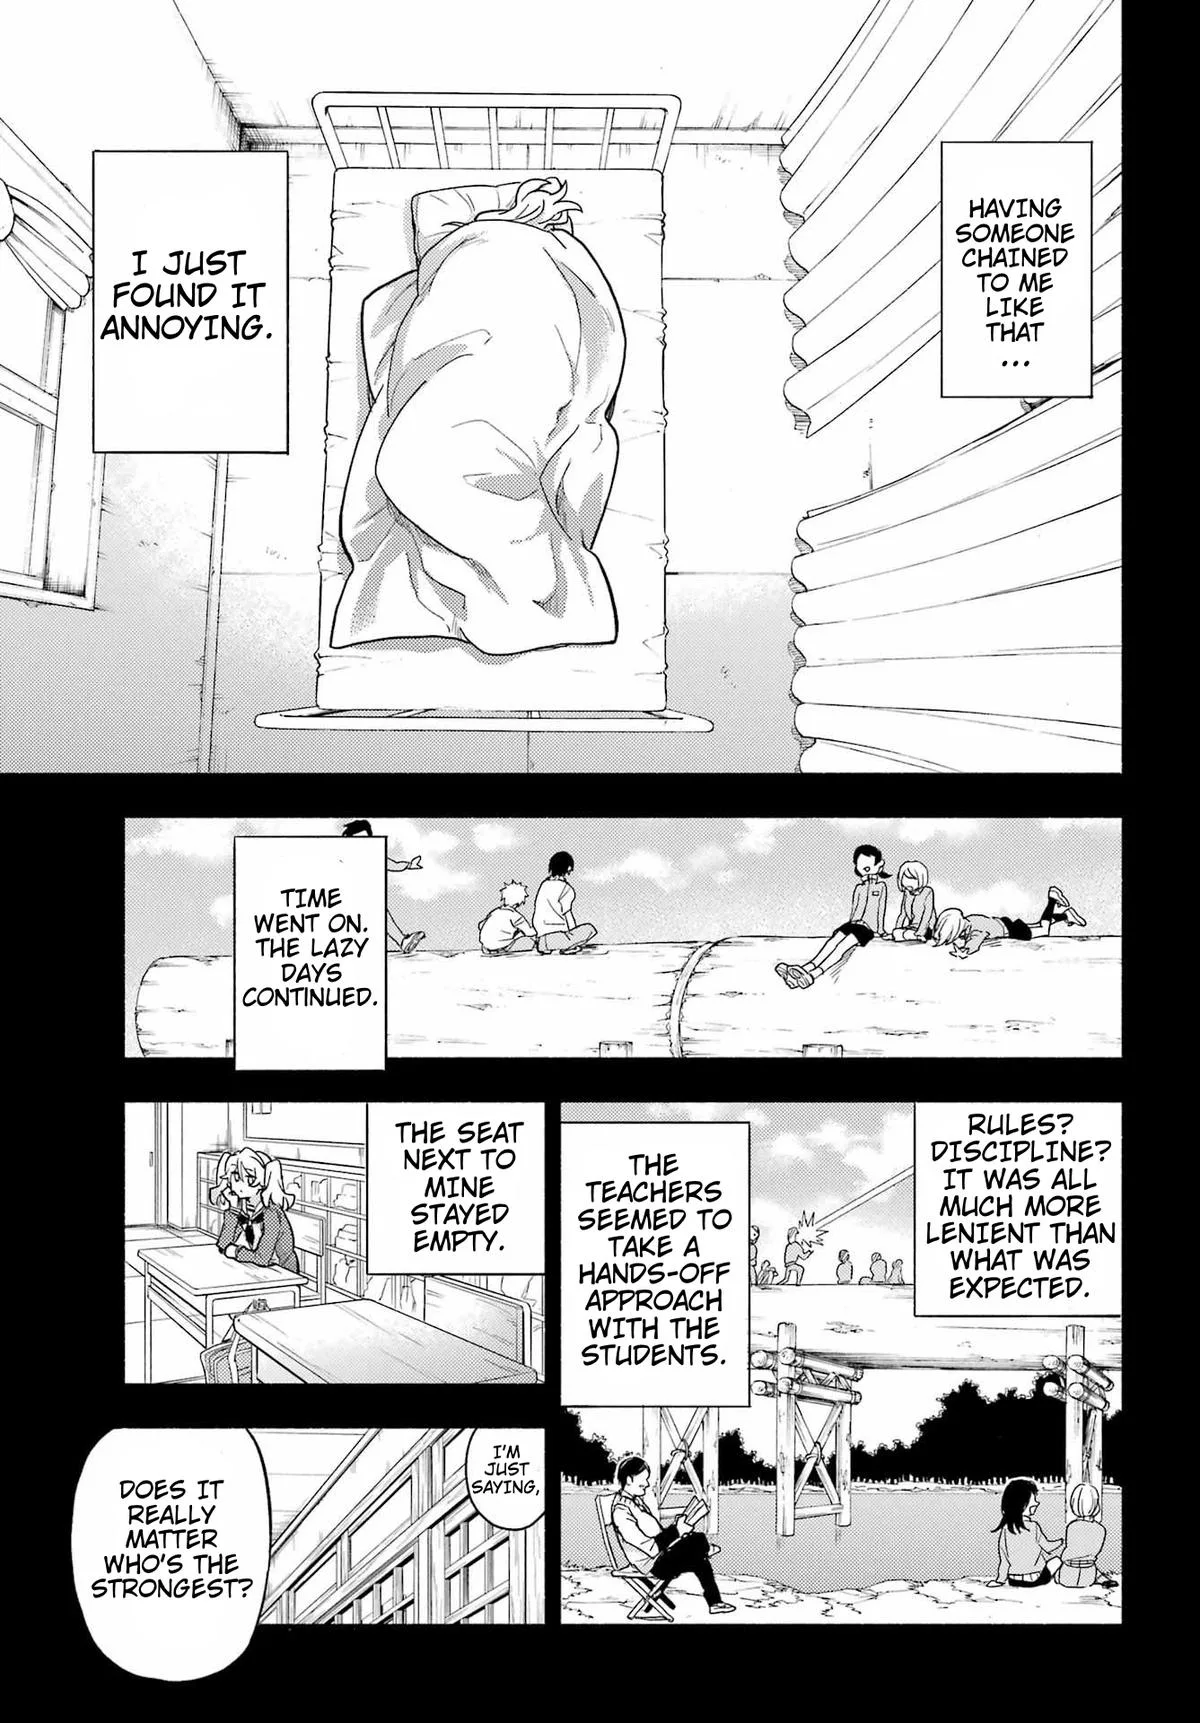 HAVING
SOMEONE
CHAINED
TO ME
LIKE
THAT
...
I JUST
FOUND IT
ANNOYING.
TIME
WENT ON.
THE LAZY
DAYS
CONTINUED.
RULES?
DISCIPLINE?
IT WAS ALL
MUCH MORE
LENIENT THAN
WHAT WAS
EXPECTED.
THE
TEACHERS
SEEMED TO
TAKE A
HANDS-OFF
APPROACH
WITH THE
STUDENTS.
THE SEAT
NEXT TO
MINE
STAYED
EMPTY.
I'M
JUST
SAYING,
DOES IT
REALLY
MATTER
WHO'S THE
STRONGEST?